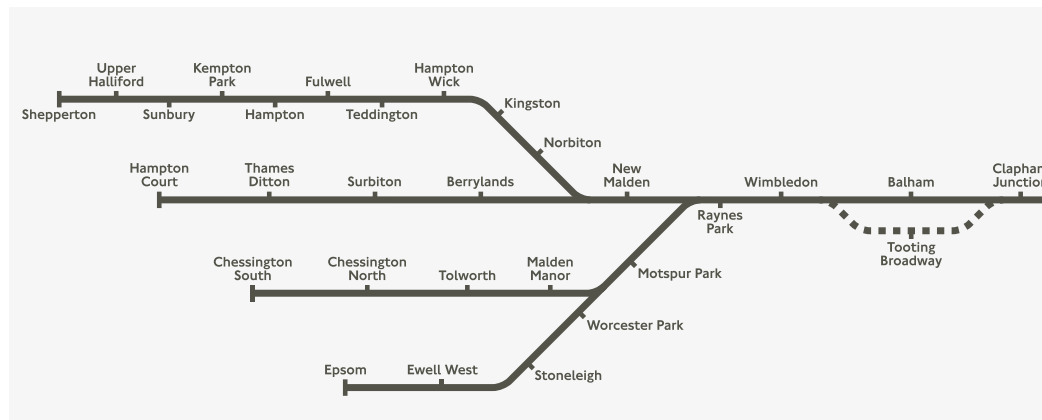 Upper
Halliford
Kempton
Park
Fulwell
Hampton
Wick
Shepperton
Sunbury
Hampton
Teddington
Kingston
Norbiton
Hampton
Court
Thames
Ditton
Surbiton
Berrylands
New
Malden
Wimbledon
Balham
Clapham
Junctio
Raynes
Park
Tooting
Broadway
Chessington
South
Chessington
North
Tolworth
Malden
Manor
Motspur Park
Worcester Park
Epsom
Ewell West
Stoneleigh